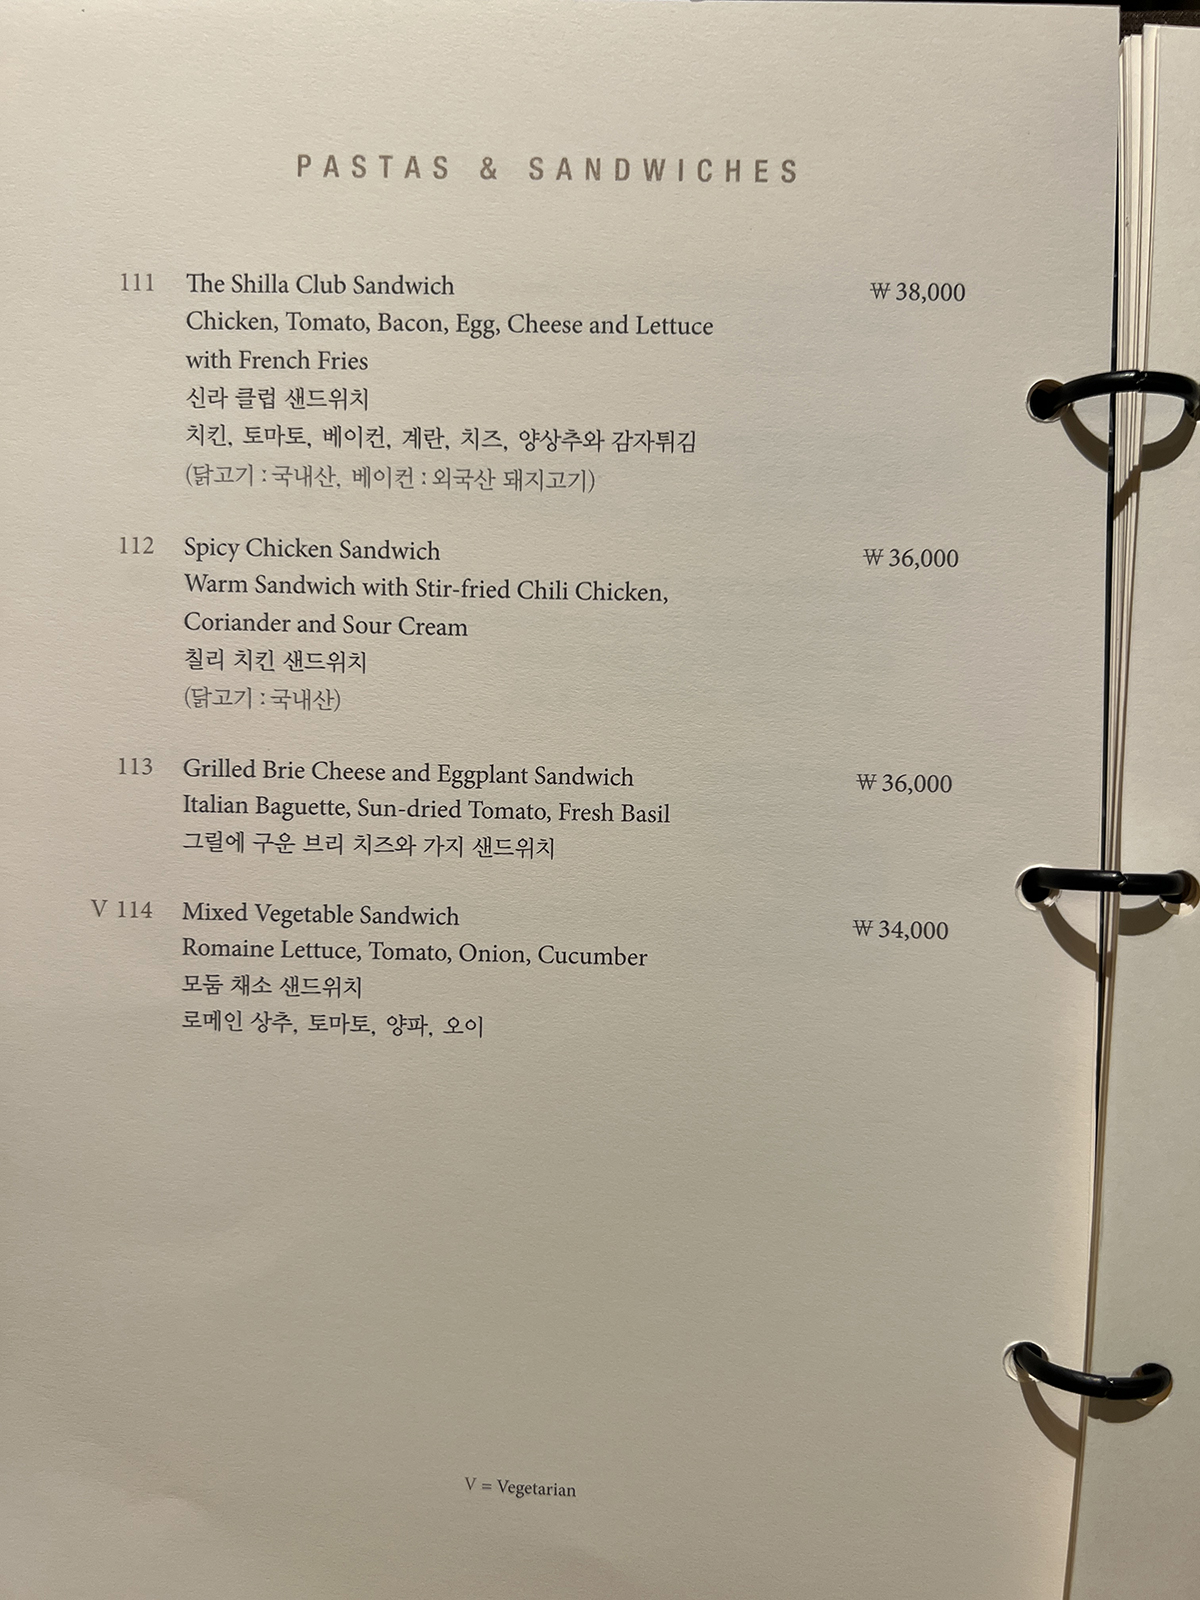 PASTAS & SANDWICHES
111 The Shilla Club Sandwich ₩ 38,000
Chicken, Tomato, Bacon, Egg, Cheese and Lettuce
with French Fries
신라 클럽 샌드위치
치킨, 토마토, 베이컨, 계란, 치즈, 양상추와 감자튀김
(닭고기 : 국내산, 베이컨 : 외국산 돼지고기)
112 Spicy Chicken Sandwich ₩ 36,000
Warm Sandwich with Stir-fried Chili Chicken,
Coriander and Sour Cream
칠리 치킨 샌드위치
(닭고기 : 국내산)
113 Grilled Brie Cheese and Eggplant Sandwich ₩ 36,000
Italian Baguette, Sun-dried Tomato, Fresh Basil
그릴에 구운 브리 치즈와 가지 샌드위치
V 114 Mixed Vegetable Sandwich ₩ 34,000
Romaine Lettuce, Tomato, Onion, Cucumber
모둠 채소 샌드위치
로메인 상추, 토마토, 양파, 오이
V = Vegetarian